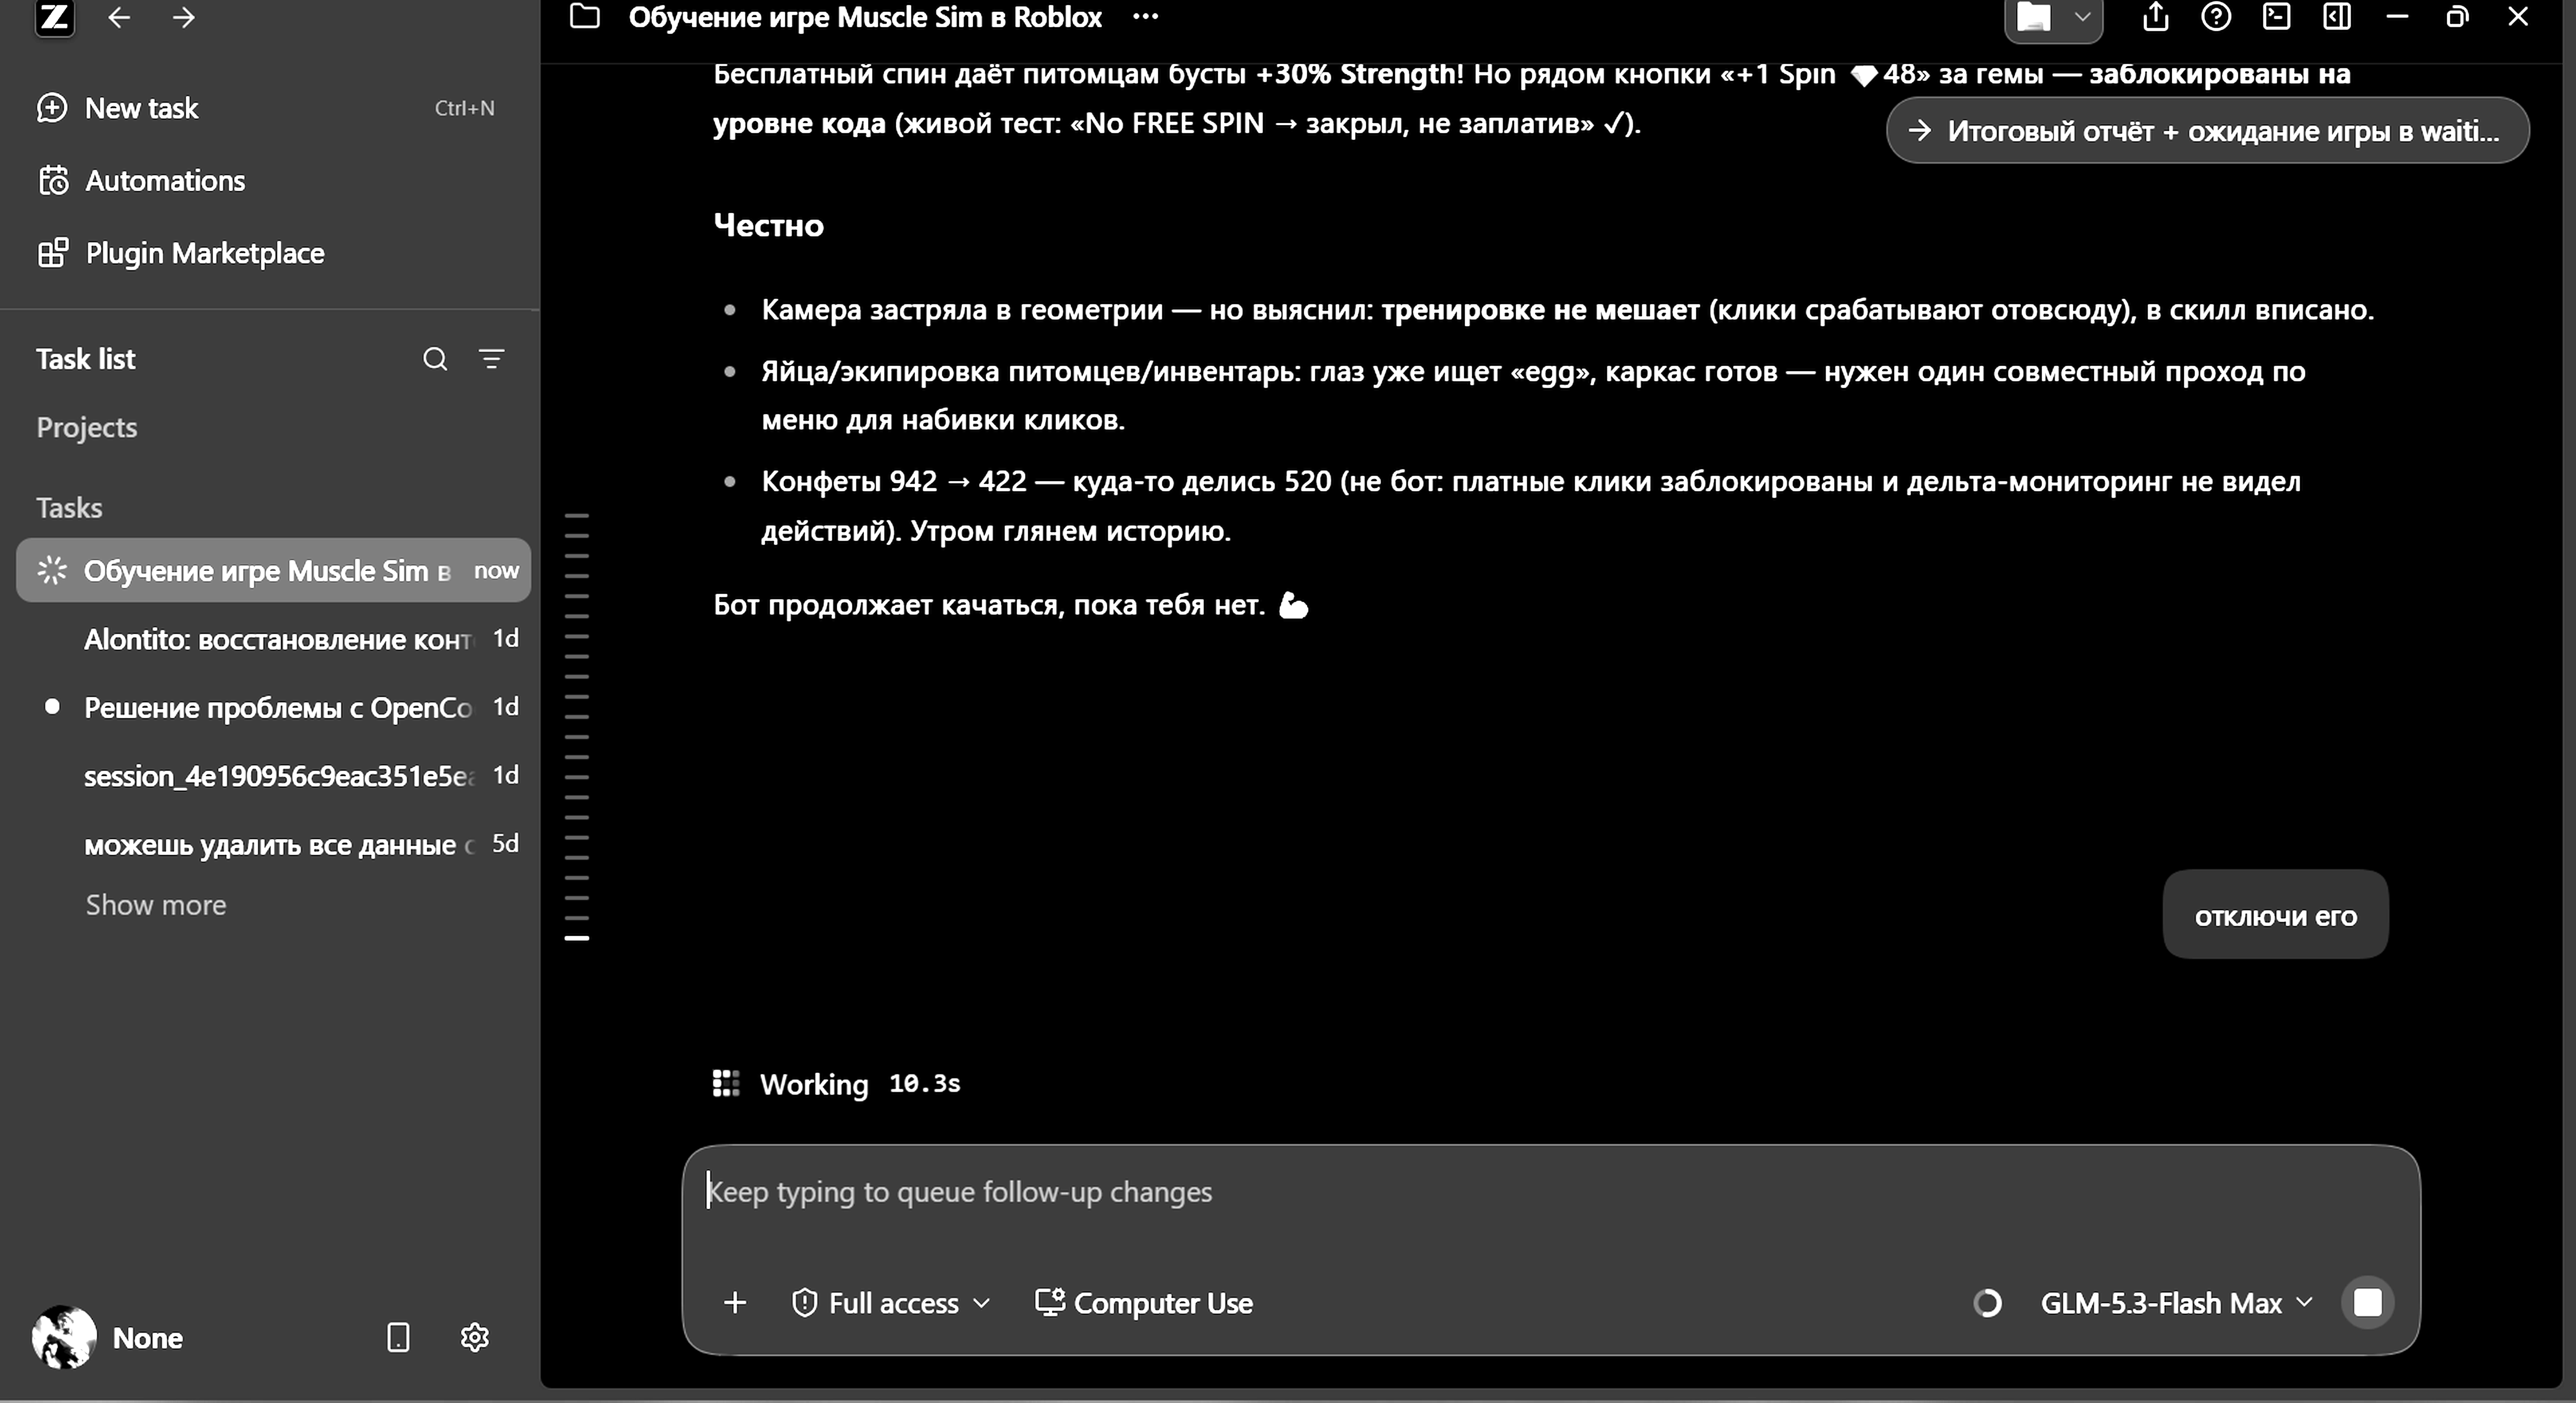 Z
Обучение игре Muscle Sim в Roblox
New task Ctrl+N
Automations
Plugin Marketplace
Task list
Projects
Tasks
Обучение игре Muscle Sim в now
Alontito: восстановление конт 1d
Решение проблемы с OpenCo 1d
session_4e190956c9eac351e5ea 1d
можешь удалить все данные с 5d
Show more
None
Бесплатный спин даёт питомцам бусты +30% Strength! Но рядом кнопки «+1 Spin 💎48» за гемы — заблокированы на
уровне кода (живой тест: «No FREE SPIN → закрыл, не заплатив» ✓).
→ Итоговый отчёт + ожидание игры в waiti...
Честно
• Камера застряла в геометрии — но выяснил: тренировке не мешает (клики срабатывают отовсюду), в скилл вписано.
• Яйца/экипировка питомцев/инвентарь: глаз уже ищет «egg», каркас готов — нужен один совместный проход по
меню для набивки кликов.
• Конфеты 942 → 422 — куда-то делись 520 (не бот: платные клики заблокированы и дельта-мониторинг не видел
действий). Утром глянем историю.
Бот продолжает качаться, пока тебя нет. 💪
отключи его
Working 10.3s
Keep typing to queue follow-up changes
Full access Computer Use GLM-5.3-Flash Max